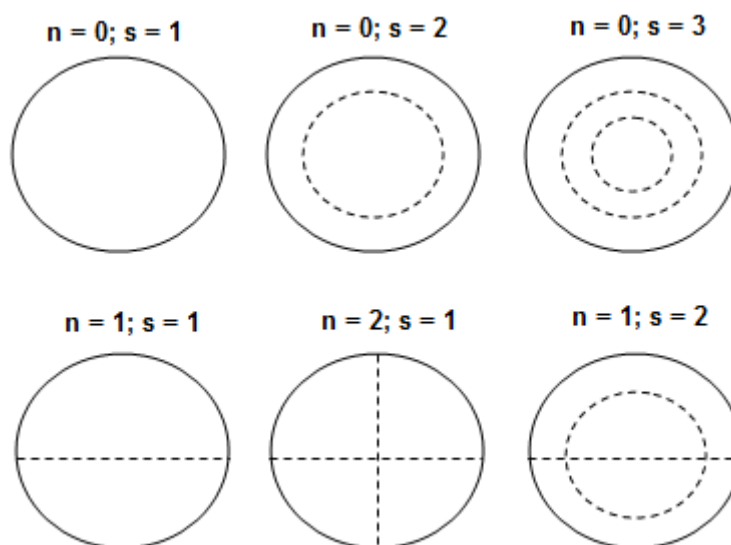 n = 0; s = 1
n = 0; s = 2
n = 0; s = 3
n = 1; s = 1
n = 2; s = 1
n = 1; s = 2